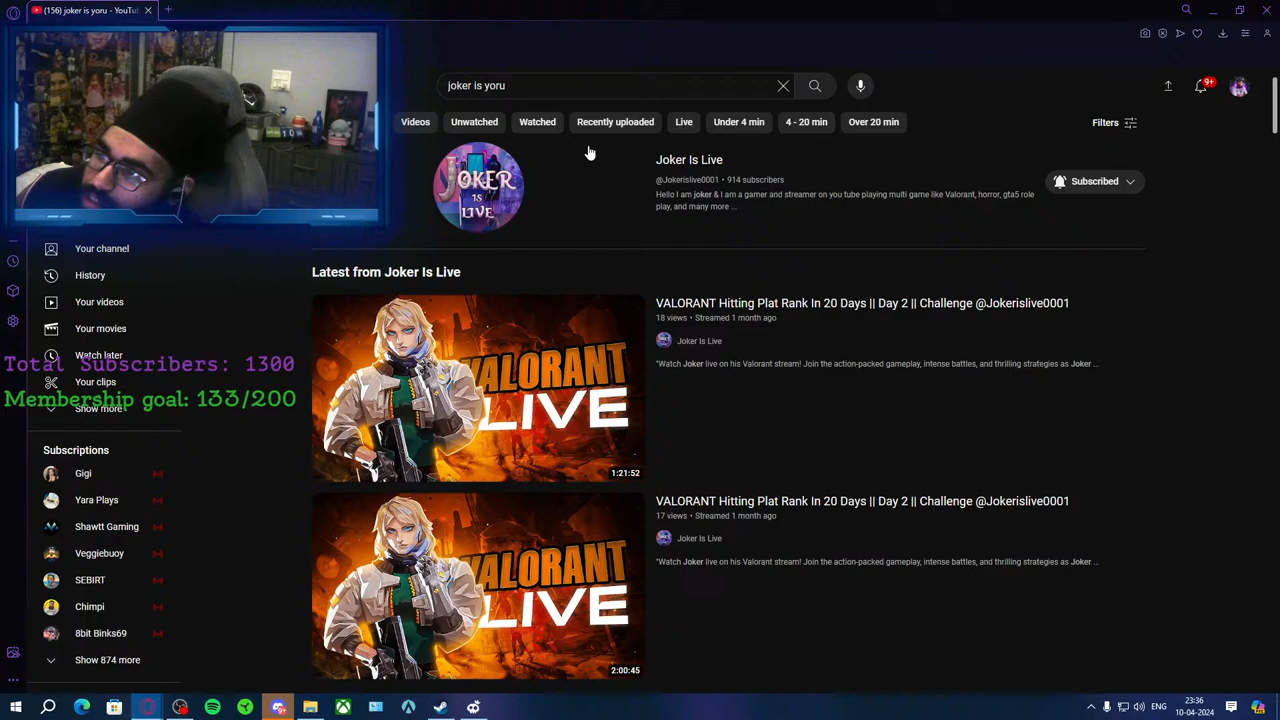 (156) joker is yoru - YouTu
joker is yoru
9+
Videos
Unwatched
Watched
Recently uploaded
Live
Under 4 min
4 - 20 min
Over 20 min
Filters
JOKER
IS
LIVE
Joker Is Live
@Jokerislive0001 • 914 subscribers
Hello I am joker & I am a gamer and streamer on you tube playing multi game like Valorant, horror, gta5 role
play, and many more ...
Subscribed
Your channel
History
Your videos
Your movies
Watch later
Total Subscribers: 1300
Your clips
Membership goal: 133/200
Show more
Subscriptions
Gigi
Yara Plays
Shawtt Gaming
Veggiebuoy
SEBIRT
Chimpi
8bit Binks69
Show 874 more
Latest from Joker Is Live
VALORANT
LIVE
1:21:52
VALORANT Hitting Plat Rank In 20 Days || Day 2 || Challenge @Jokerislive0001
18 views • Streamed 1 month ago
Joker Is Live
"Watch Joker live on his Valorant stream! Join the action-packed gameplay, intense battles, and thrilling strategies as Joker ...
VALORANT
LIVE
2:00:45
VALORANT Hitting Plat Rank In 20 Days || Day 2 || Challenge @Jokerislive0001
17 views • Streamed 1 month ago
Joker Is Live
"Watch Joker live on his Valorant stream! Join the action-packed gameplay, intense battles, and thrilling strategies as Joker ...
9+
ENG
23:36
10-04-2024